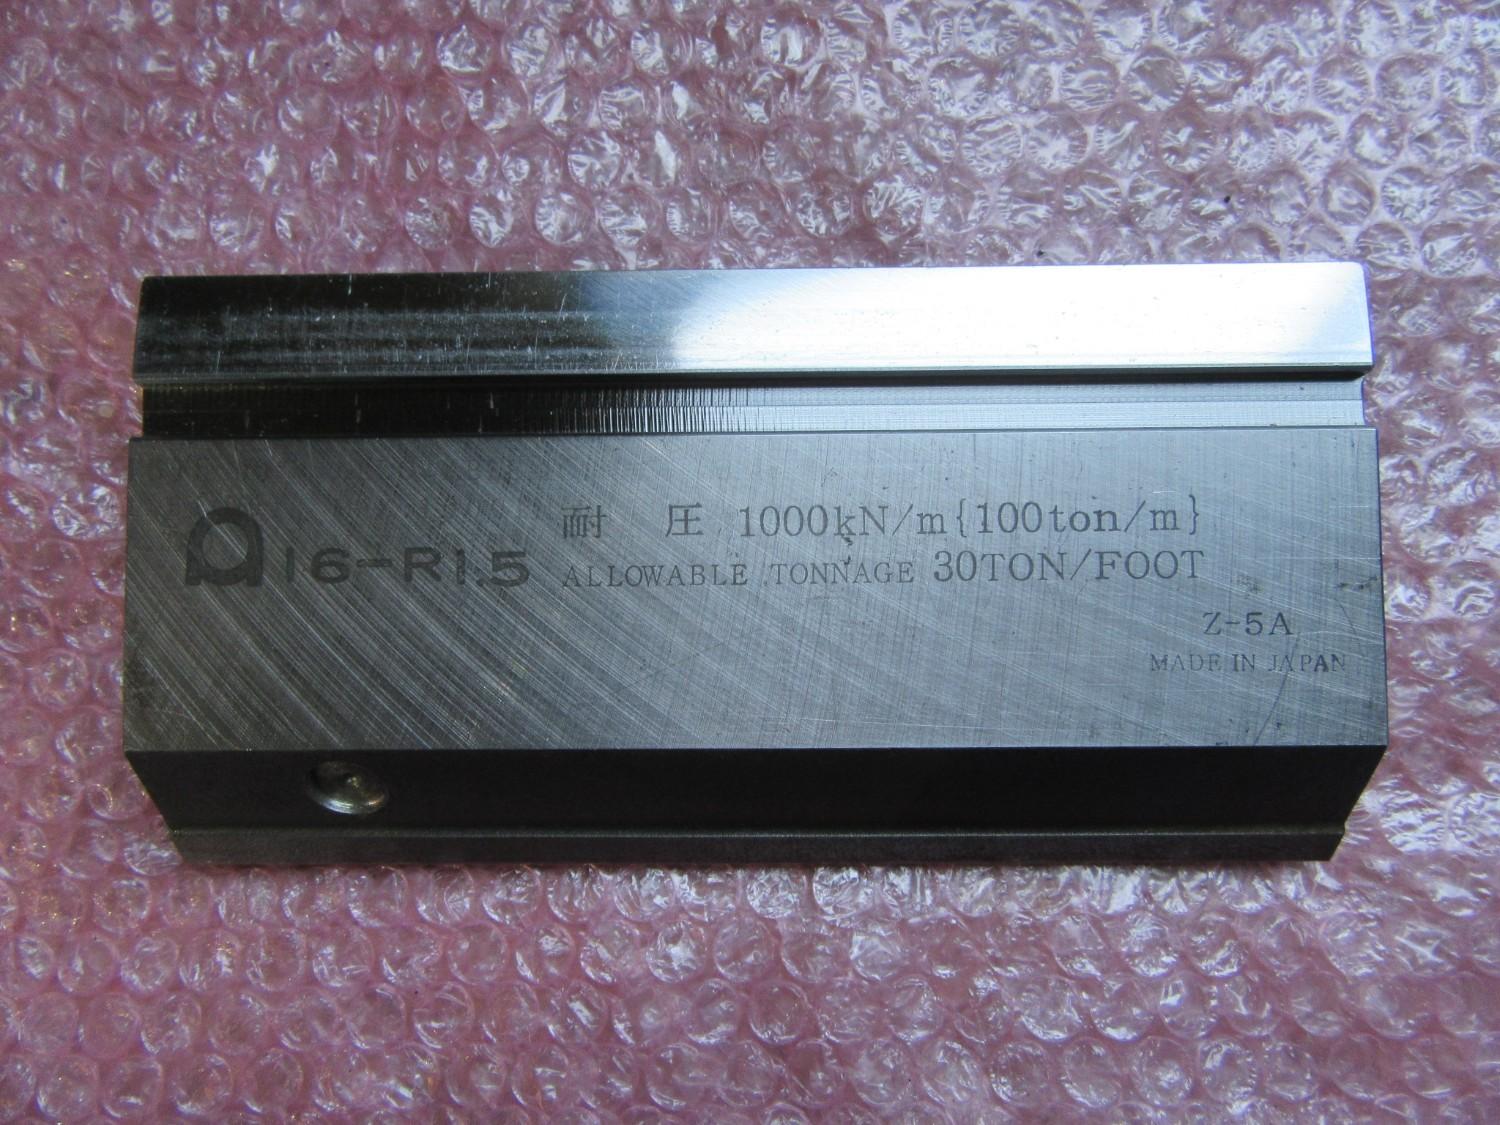 16-R1.5
耐 圧 1000kN/m{100ton/m}
ALLOWABLE TONNAGE 30TON/FOOT
Z-5A
MADE IN JAPAN